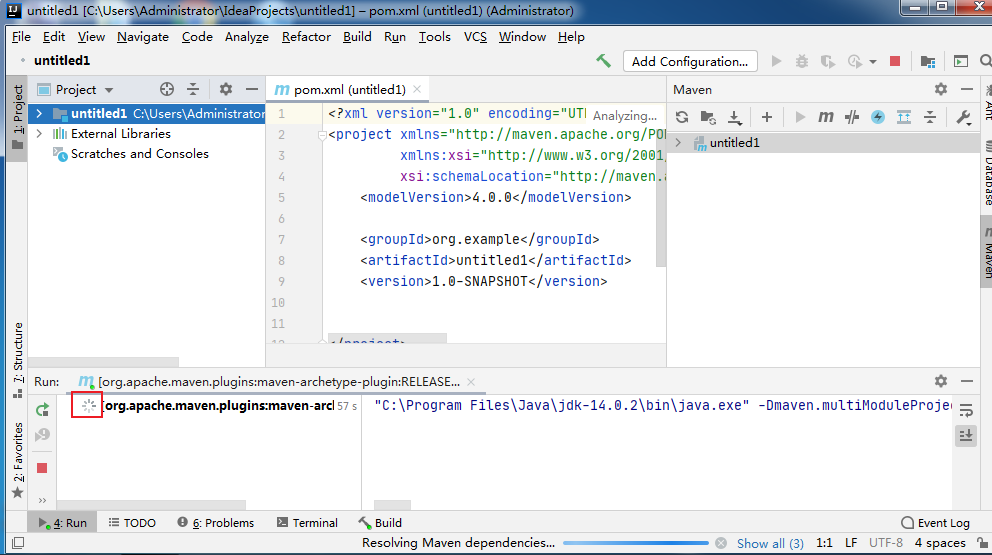 untitled1 [C:\Users\Administrator\IdeaProjects\untitled1] – pom.xml (untitled1) (Administrator)
File Edit View Navigate Code Analyze Refactor Build Run Tools VCS Window Help
untitled1
Add Configuration...
1: Project
Project
pom.xml (untitled1)
Maven
Ant
untitled1 C:\Users\Administrator
External Libraries
Scratches and Consoles
1 <?xml version="1.0" encoding="UT
Analyzing...
2 <project xmlns="http://maven.apache.org/PO
3 xmlns:xsi="http://www.w3.org/2001/
4 xsi:schemaLocation="http://maven.a
5 <modelVersion>4.0.0</modelVersion>
6
7 <groupId>org.example</groupId>
8 <artifactId>untitled1</artifactId>
9 <version>1.0-SNAPSHOT</version>
10
11
</project>
untitled1
Database
Maven
7: Structure
2: Favorites
Run: [org.apache.maven.plugins:maven-archetype-plugin:RELEASE...
[org.apache.maven.plugins:maven-arc 57 s
"C:\Program Files\Java\jdk-14.0.2\bin\java.exe" -Dmaven.multiModuleProjec
4: Run TODO 6: Problems Terminal Build Event Log
Resolving Maven dependencies... Show all (3) 1:1 LF UTF-8 4 spaces